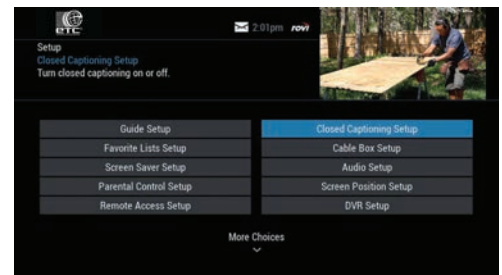 etc
2:01pm rovi
Setup
Closed Captioning Setup
Turn closed captioning on or off.
Guide Setup
Closed Captioning Setup
Favorite Lists Setup
Cable Box Setup
Screen Saver Setup
Audio Setup
Parental Control Setup
Screen Position Setup
Remote Access Setup
DVR Setup
More Choices